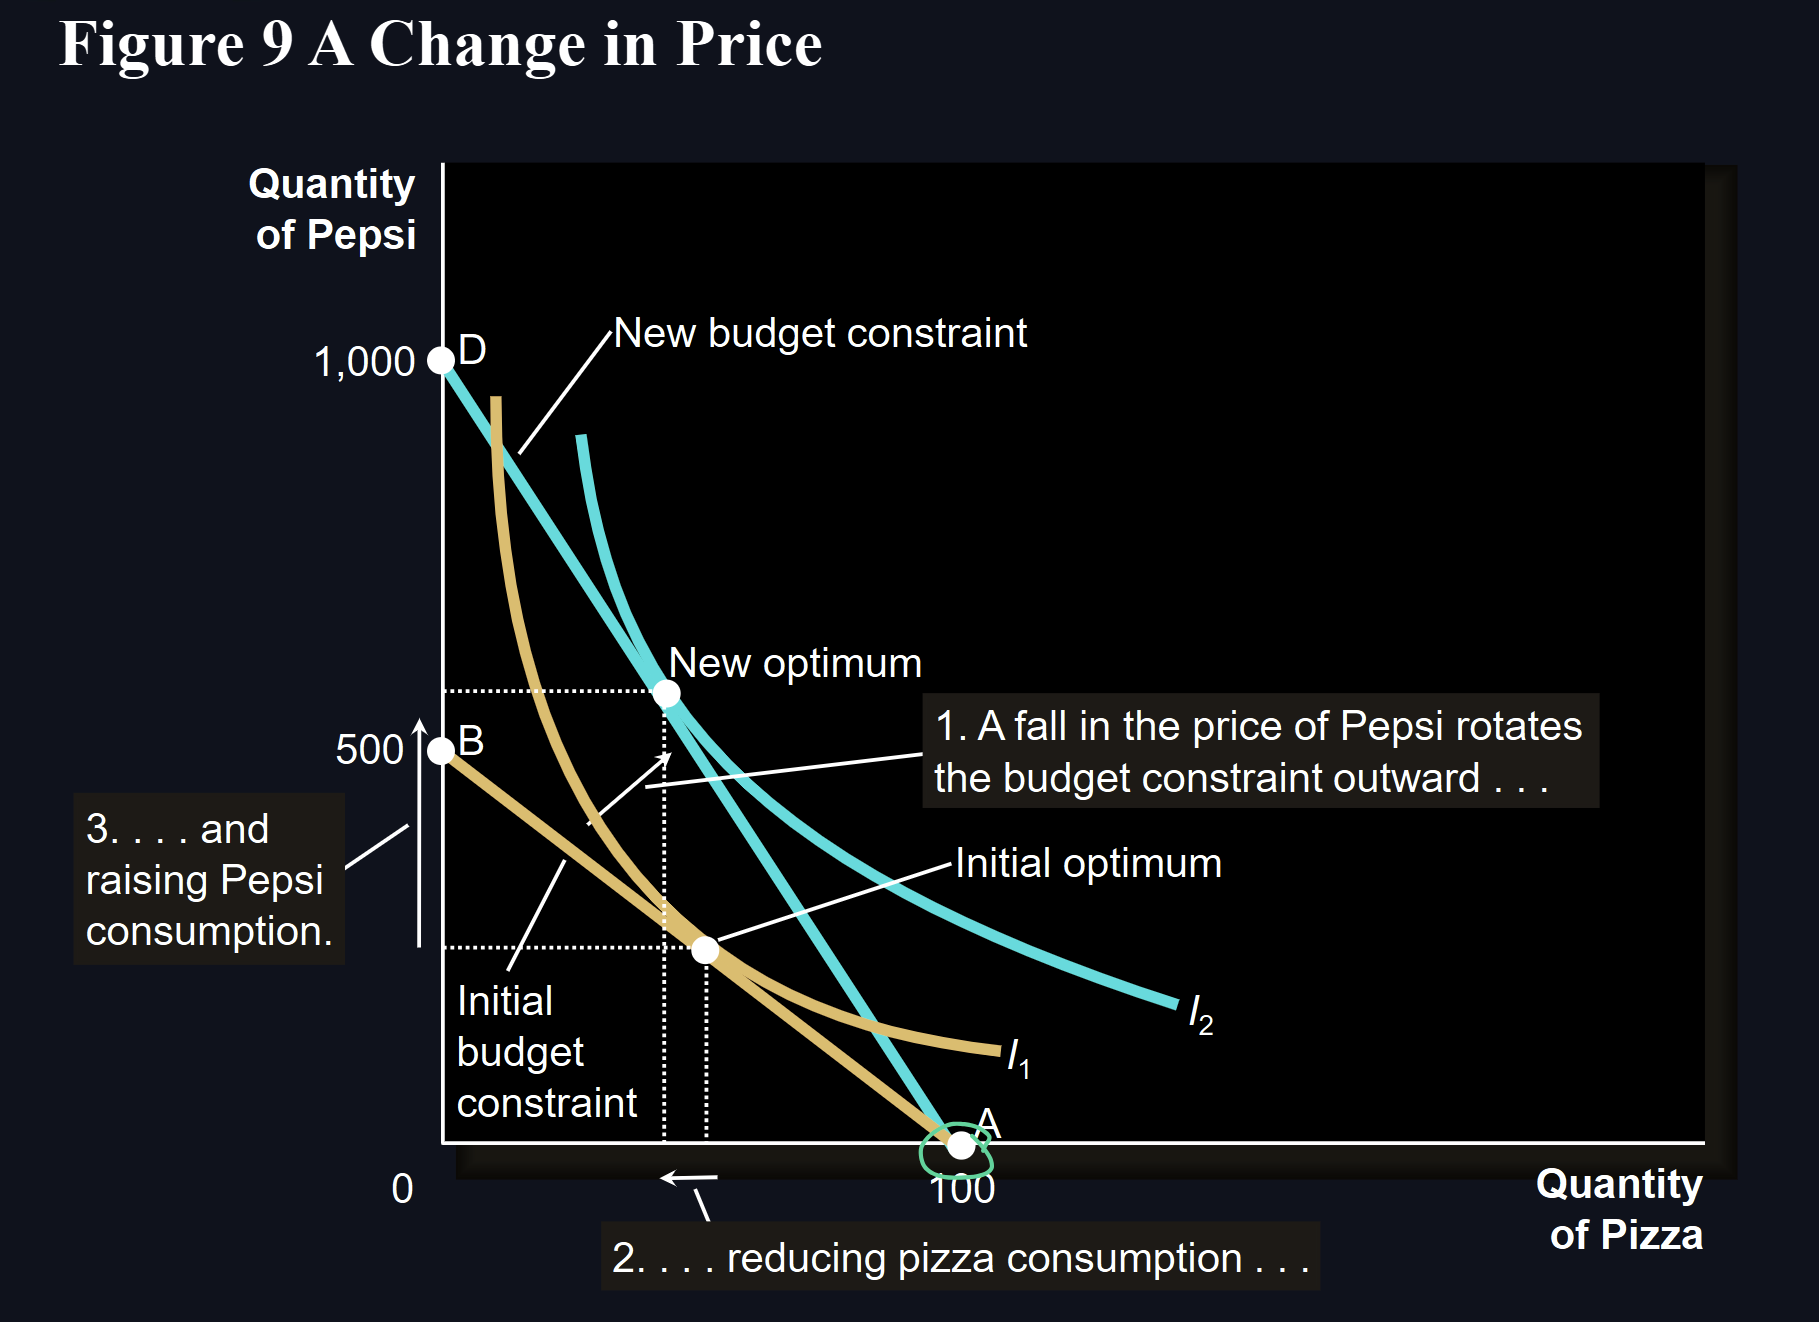 Figure 9 A Change in Price
Quantity
of Pepsi
New budget constraint
D
1,000
New optimum
1. A fall in the price of Pepsi rotates
the budget constraint outward . . .
B
500
3. . . . and
raising Pepsi
consumption.
Initial optimum
Initial
budget
constraint
I2
I1
A
0
100
Quantity
of Pizza
2. . . . reducing pizza consumption . . .